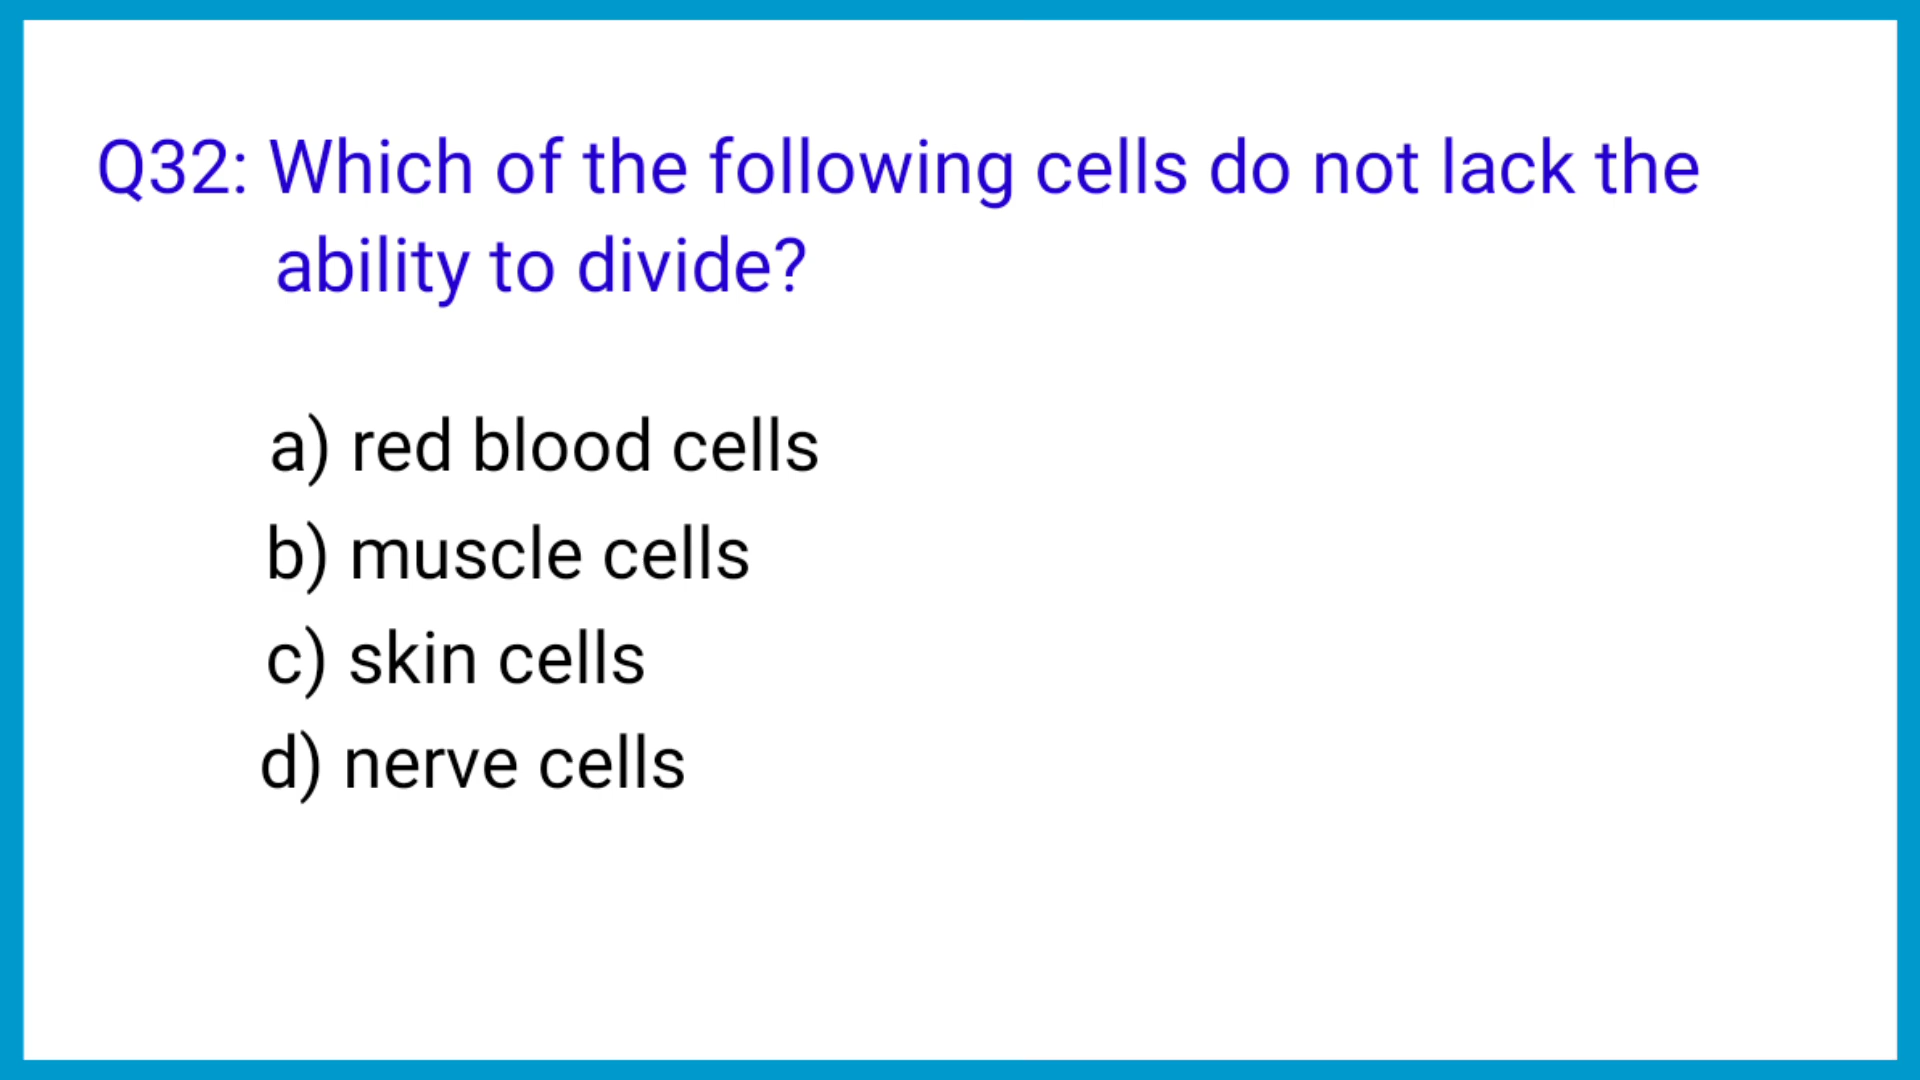 Q32: Which of the following cells do not lack the
ability to divide?
a) red blood cells
b) muscle cells
c) skin cells
d) nerve cells